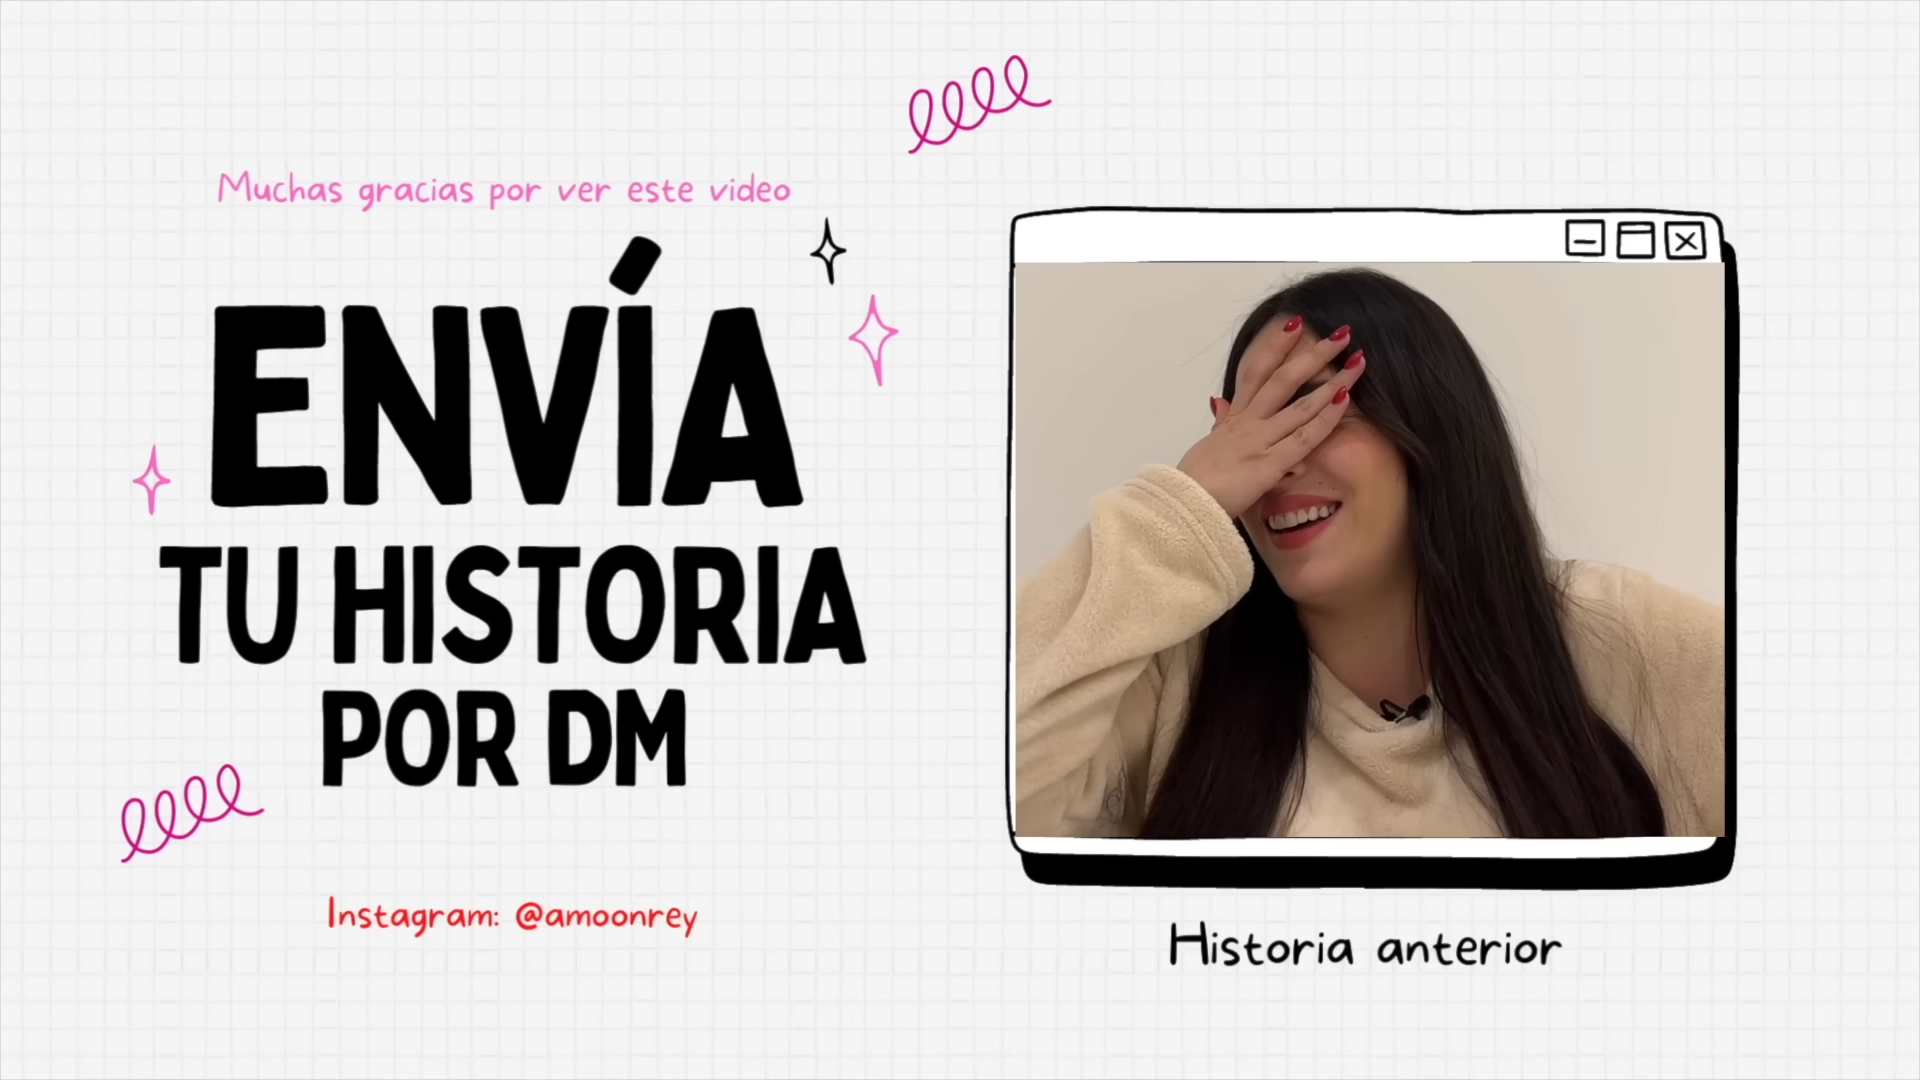 Muchas gracias por ver este video
ENVÍA
TU HISTORIA
POR DM
Instagram: @amoonrey
Historia anterior